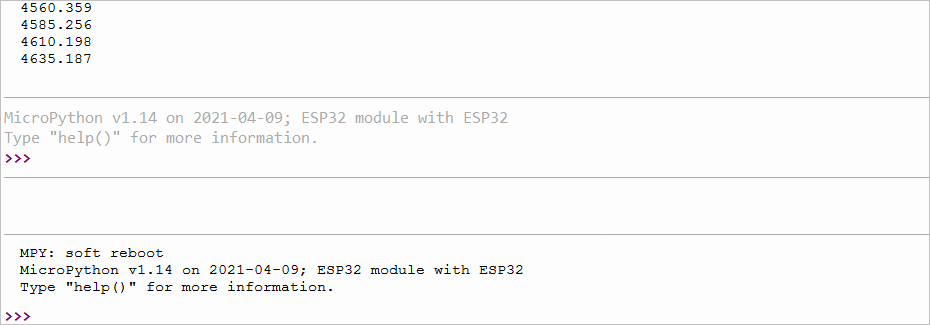 4560.359
4585.256
4610.198
4635.187
MicroPython v1.14 on 2021-04-09; ESP32 module with ESP32
Type "help()" for more information.
>>>
MPY: soft reboot
MicroPython v1.14 on 2021-04-09; ESP32 module with ESP32
Type "help()" for more information.
>>>